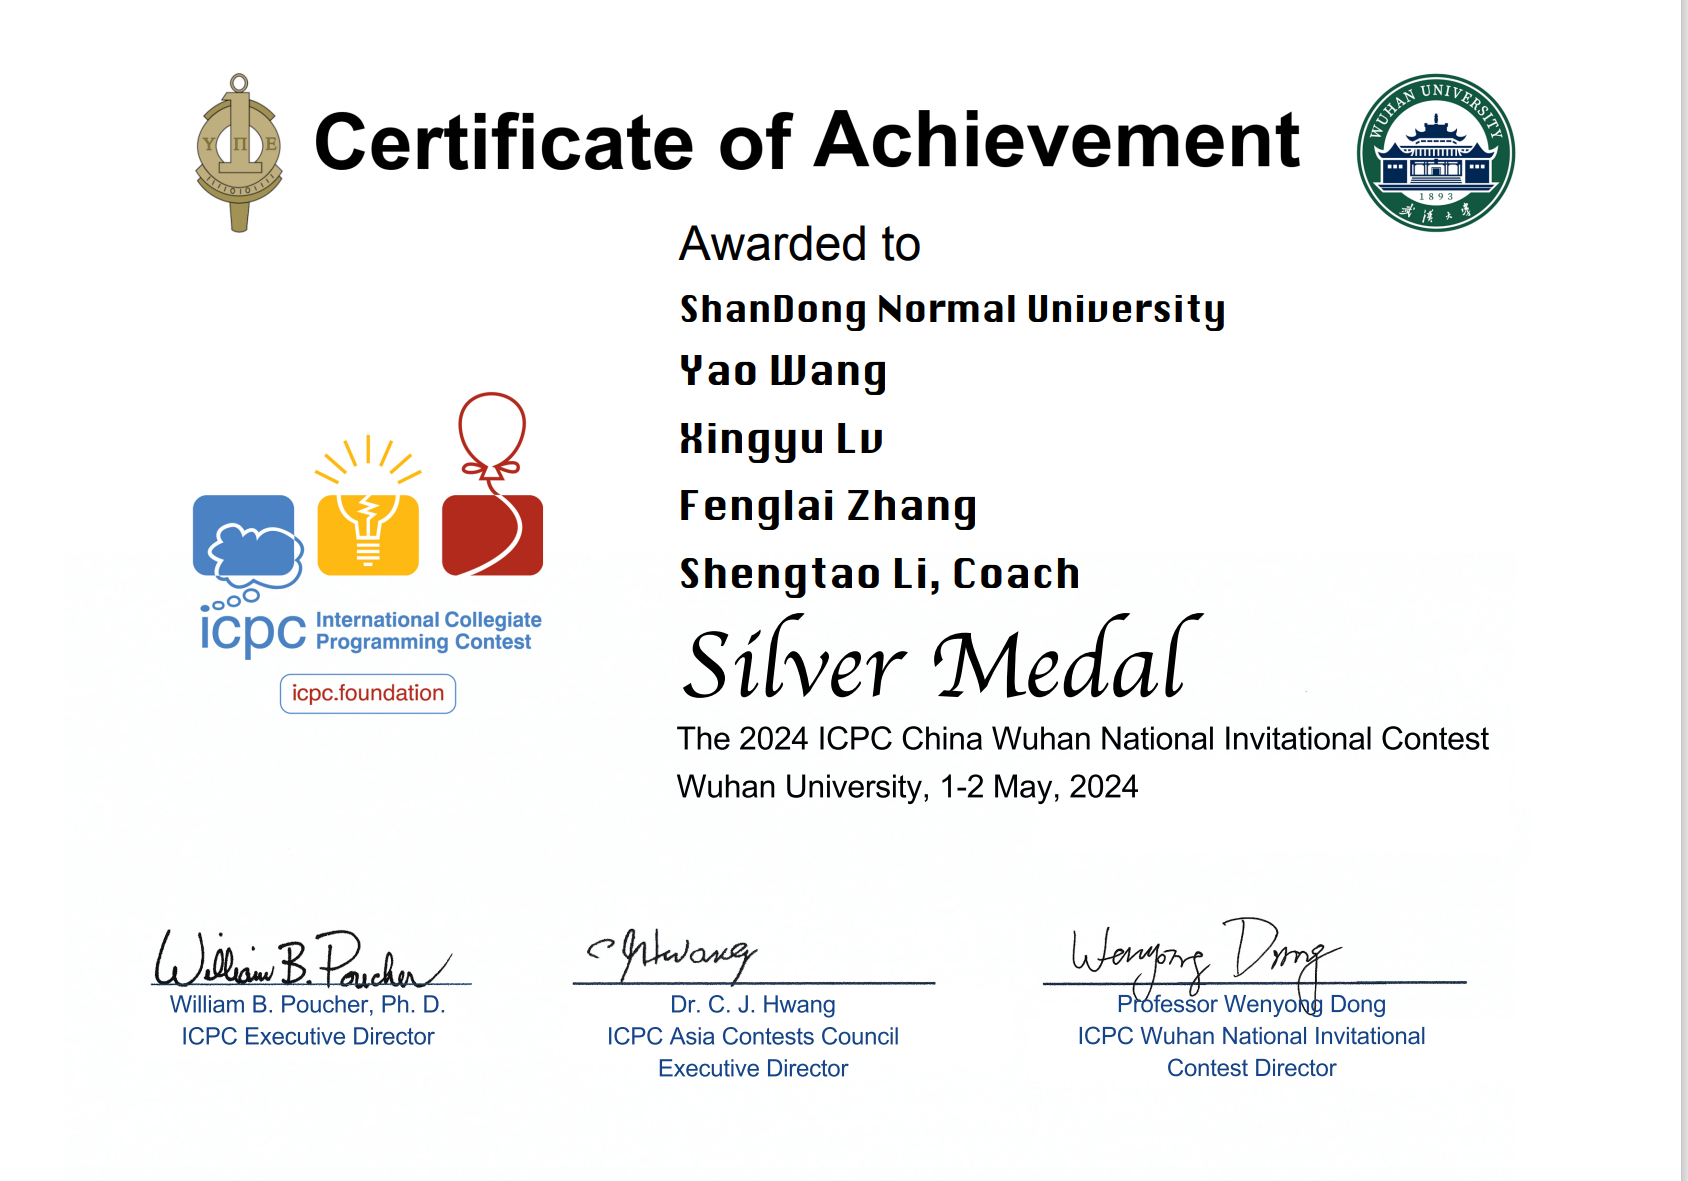 Certificate of Achievement
ΥΠΕ
WUHAN UNIVERSITY
1893
武漢大學
Awarded to
ShanDong Normal University
Yao Wang
Xingyu Lv
Fenglai Zhang
Shengtao Li, Coach
Silver Medal
The 2024 ICPC China Wuhan National Invitational Contest
Wuhan University, 1-2 May, 2024
icpc
International Collegiate
Programming Contest
icpc.foundation
William B. Poucher
William B. Poucher, Ph. D.
ICPC Executive Director
CJHwang
Dr. C. J. Hwang
ICPC Asia Contests Council
Executive Director
Wenyong Dong
Professor Wenyong Dong
ICPC Wuhan National Invitational
Contest Director